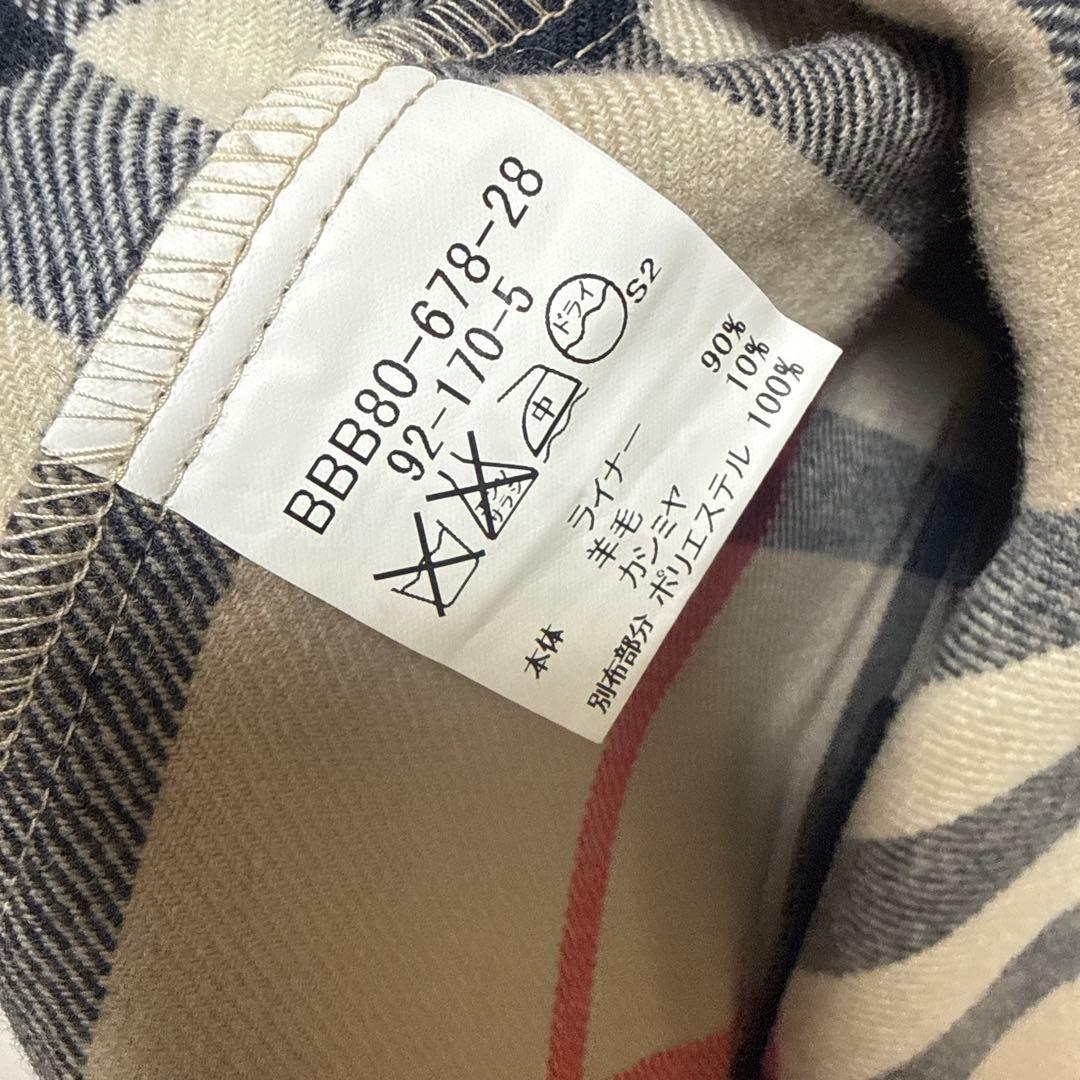 BBB80-678-28
92-170-5
中
ドライ
S2
ライナー
本体 羊毛 90%
カシミヤ 10%
別布部分 ポリエステル 100%